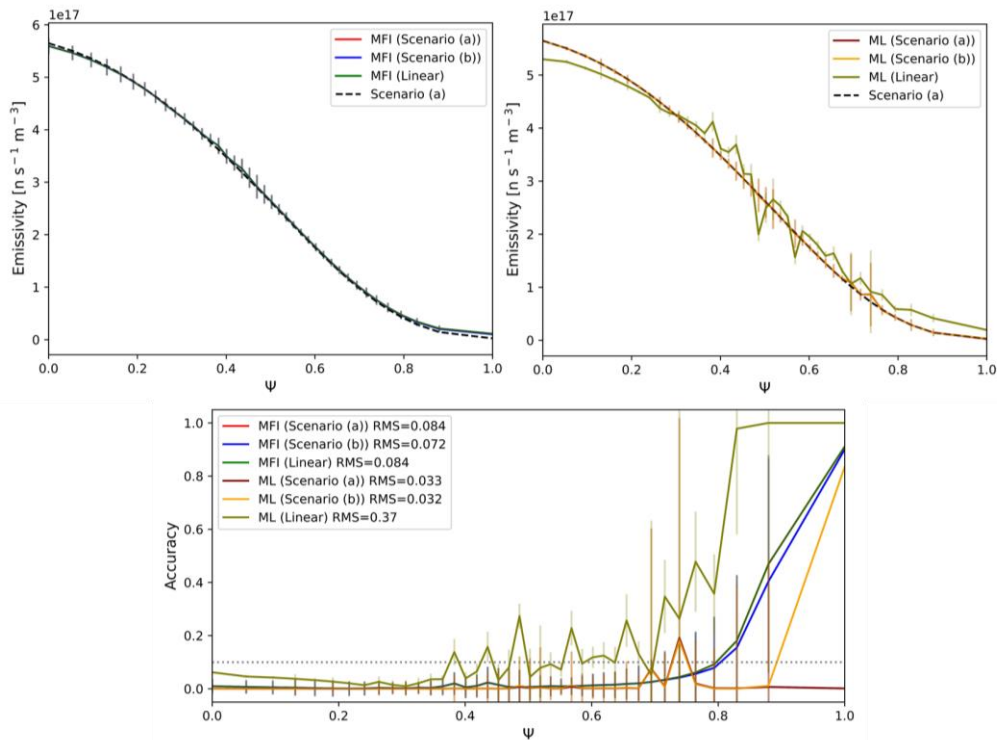 1e17
Emissivity [n s⁻¹ m⁻³]
6
5
4
3
2
1
0
MFI (Scenario (a))
MFI (Scenario (b))
MFI (Linear)
Scenario (a)
0.0 0.2 0.4 0.6 0.8 1.0
Ψ
1e17
Emissivity [n s⁻¹ m⁻³]
5
4
3
2
1
0
ML (Scenario (a))
ML (Scenario (b))
ML (Linear)
Scenario (a)
0.0 0.2 0.4 0.6 0.8 1.0
Ψ
Accuracy
1.0
0.8
0.6
0.4
0.2
0.0
MFI (Scenario (a)) RMS=0.084
MFI (Scenario (b)) RMS=0.072
MFI (Linear) RMS=0.084
ML (Scenario (a)) RMS=0.033
ML (Scenario (b)) RMS=0.032
ML (Linear) RMS=0.37
0.0 0.2 0.4 0.6 0.8 1.0
Ψ